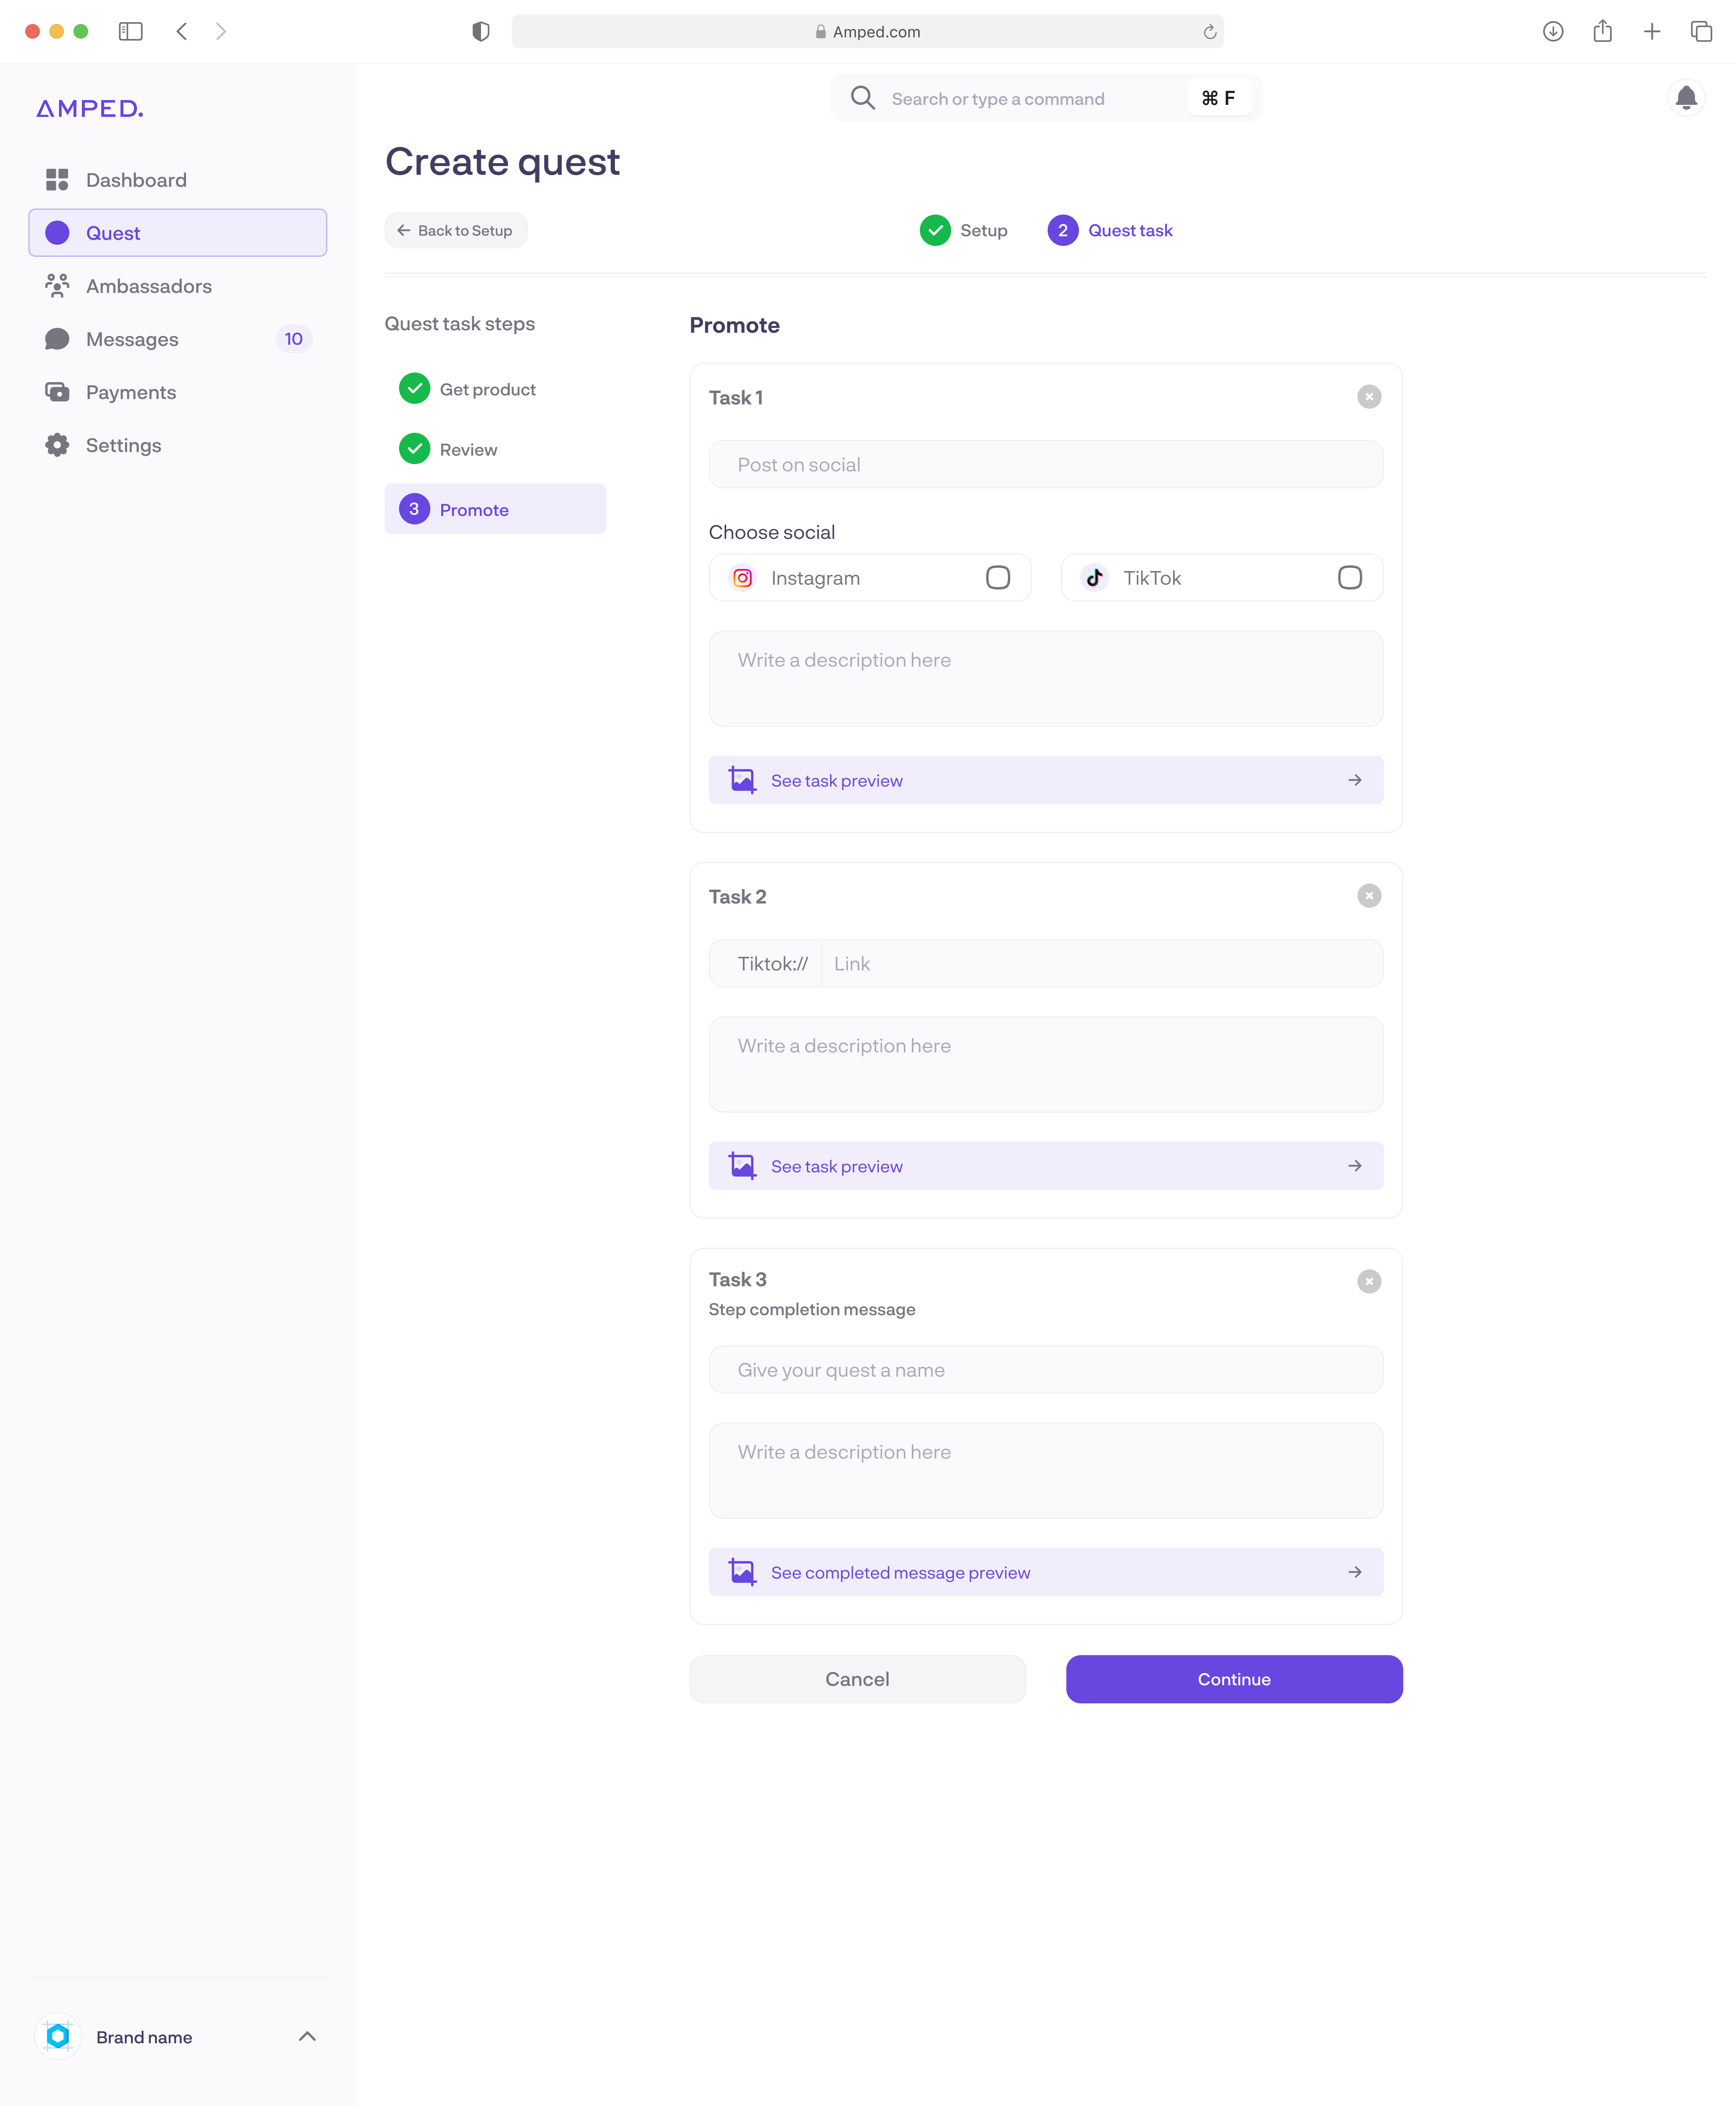 Amped.com
AMPED.
Search or type a command
⌘ F
Dashboard
Quest
Ambassadors
Messages
10
Payments
Settings
Create quest
Back to Setup
Setup
2
Quest task
Quest task steps
Get product
Review
3
Promote
Promote
Task 1
Post on social
Choose social
Instagram
TikTok
Write a description here
See task preview
Task 2
Tiktok://
Link
Write a description here
See task preview
Task 3
Step completion message
Give your quest a name
Write a description here
See completed message preview
Cancel
Continue
Brand name